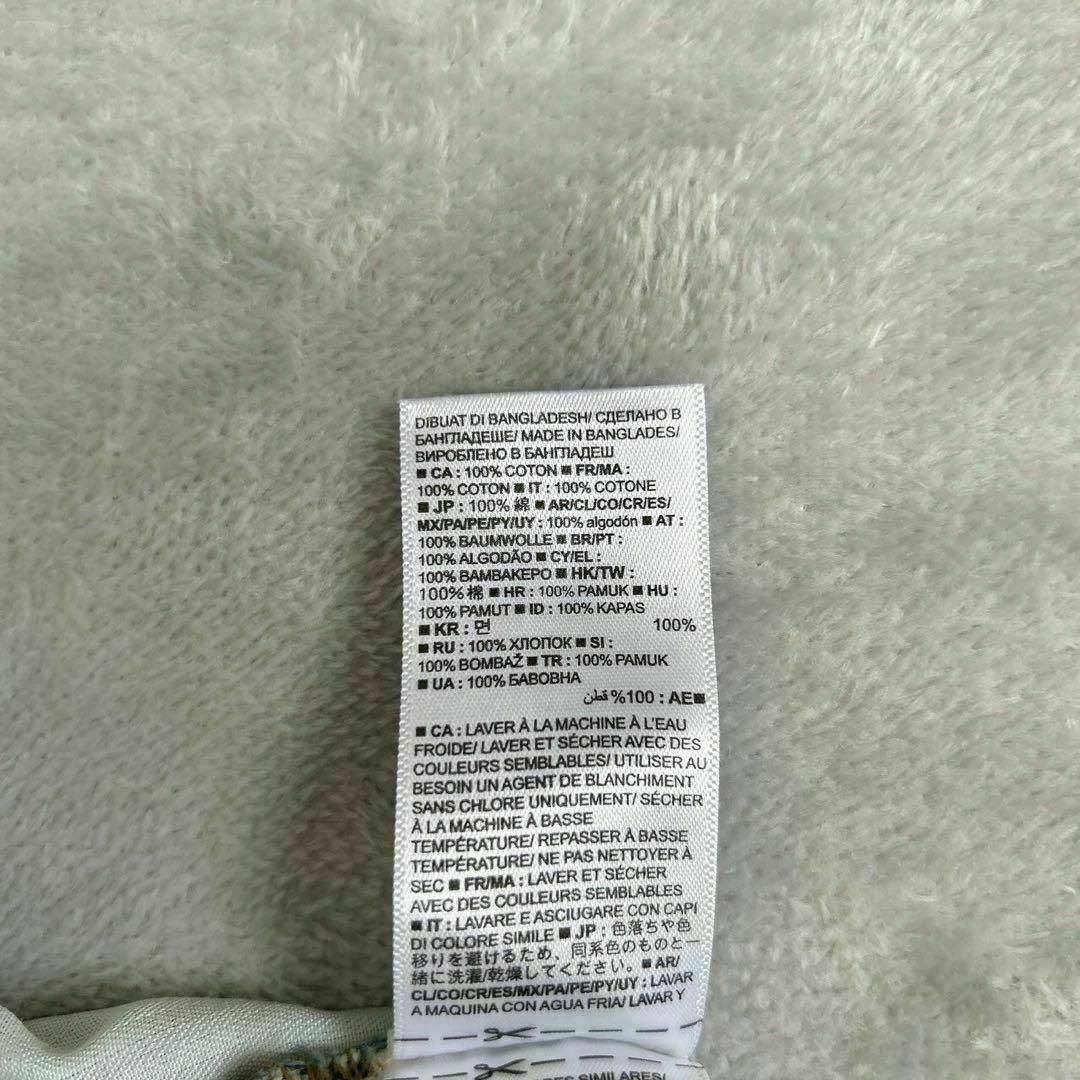 DIBUAT DI BANGLADESH/ СДЕЛАНО В
БАНГЛАДЕШЕ/ MADE IN BANGLADES/
ВИРОБЛЕНО В БАНГЛАДЕШ
■ CA : 100% COTON ■ FR/MA :
100% COTON ■ IT : 100% COTONE
■ JP : 100% 綿 ■ AR/CL/CO/CR/ES/
MX/PA/PE/PY/UY : 100% algodón ■ AT :
100% BAUMWOLLE ■ BR/PT :
100% ALGODÃO ■ CY/EL :
100% ΒΑΜΒΑΚΕΡΟ ■ HK/TW :
100% 棉 ■ HR : 100% PAMUK ■ HU :
100% PAMUT ■ ID : 100% KAPAS
■ KR : 면 100%
■ RU : 100% ХЛОПОК ■ SI :
100% BOMBAŽ ■ TR : 100% PAMUK
■ UA : 100% БАВОВНА
■AE : 100% قطن
■ CA : LAVER À LA MACHINE À L'EAU
FROIDE/ LAVER ET SÉCHER AVEC DES
COULEURS SEMBLABLES/ UTILISER AU
BESOIN UN AGENT DE BLANCHIMENT
SANS CHLORE UNIQUEMENT/ SÉCHER
À LA MACHINE À BASSE
TEMPÉRATURE/ REPASSER À BASSE
TEMPÉRATURE/ NE PAS NETTOYER À
SEC ■ FR/MA : LAVER ET SÉCHER
AVEC DES COULEURS SEMBLABLES
■ IT : LAVARE E ASCIUGARE CON CAPI
DI COLORE SIMILE ■ JP : 色落ちや色
移りを避けるため、同系色のものと一
緒に洗濯/乾燥してください。 ■ AR/
CL/CO/CR/ES/MX/PA/PE/PY/UY : LAVAR
A MAQUINA CON AGUA FRIA/ LAVAR Y
SIMILARES/